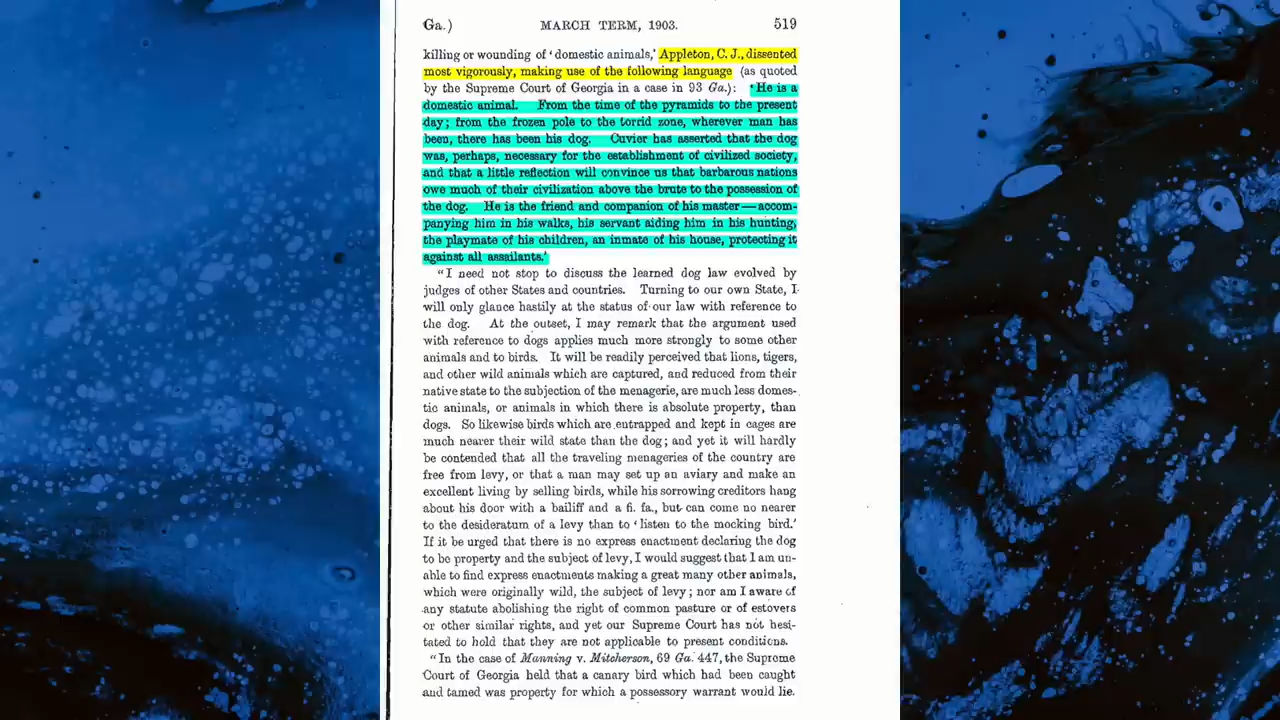 Ga.) MARCH TERM, 1903. 519
killing or wounding of ‘domestic animals,’ Appleton, C. J., dissented
most vigorously, making use of the following language (as quoted
by the Supreme Court of Georgia in a case in 93 Ga.): ‘He is a
domestic animal. From the time of the pyramids to the present
day; from the frozen pole to the torrid zone, wherever man has
been, there has been his dog. Cuvier has asserted that the dog
was, perhaps, necessary for the establishment of civilized society,
and that a little reflection will convince us that barbarous nations
owe much of their civilization above the brute to the possession of
the dog. He is the friend and companion of his master—accom-
panying him in his walks, his servant aiding him in his hunting,
the playmate of his children, an inmate of his house, protecting it
against all assailants.’
“I need not stop to discuss the learned dog law evolved by
judges of other States and countries. Turning to our own State, I
will only glance hastily at the status of our law with reference to
the dog. At the outset, I may remark that the argument used
with reference to dogs applies much more strongly to some other
animals and to birds. It will be readily perceived that lions, tigers,
and other wild animals which are captured, and reduced from their
native state to the subjection of the menagerie, are much less domes-
tic animals, or animals in which there is absolute property, than
dogs. So likewise birds which are entrapped and kept in cages are
much nearer their wild state than the dog; and yet it will hardly
be contended that all the traveling menageries of the country are
free from levy, or that a man may set up an aviary and make an
excellent living by selling birds, while his sorrowing creditors hang
about his door with a bailiff and a fi. fa., but can come no nearer
to the desideratum of a levy than to ‘listen to the mocking bird.’
If it be urged that there is no express enactment declaring the dog
to be property and the subject of levy, I would suggest that I am un-
able to find express enactments making a great many other animals,
which were originally wild, the subject of levy; nor am I aware of
any statute abolishing the right of common pasture or of estovers
or other similar rights, and yet our Supreme Court has not hesi-
tated to hold that they are not applicable to present conditions.
“In the case of Manning v. Mitcherson, 69 Ga. 447, the Supreme
Court of Georgia held that a canary bird which had been caught
and tamed was property for which a possessory warrant would lie.